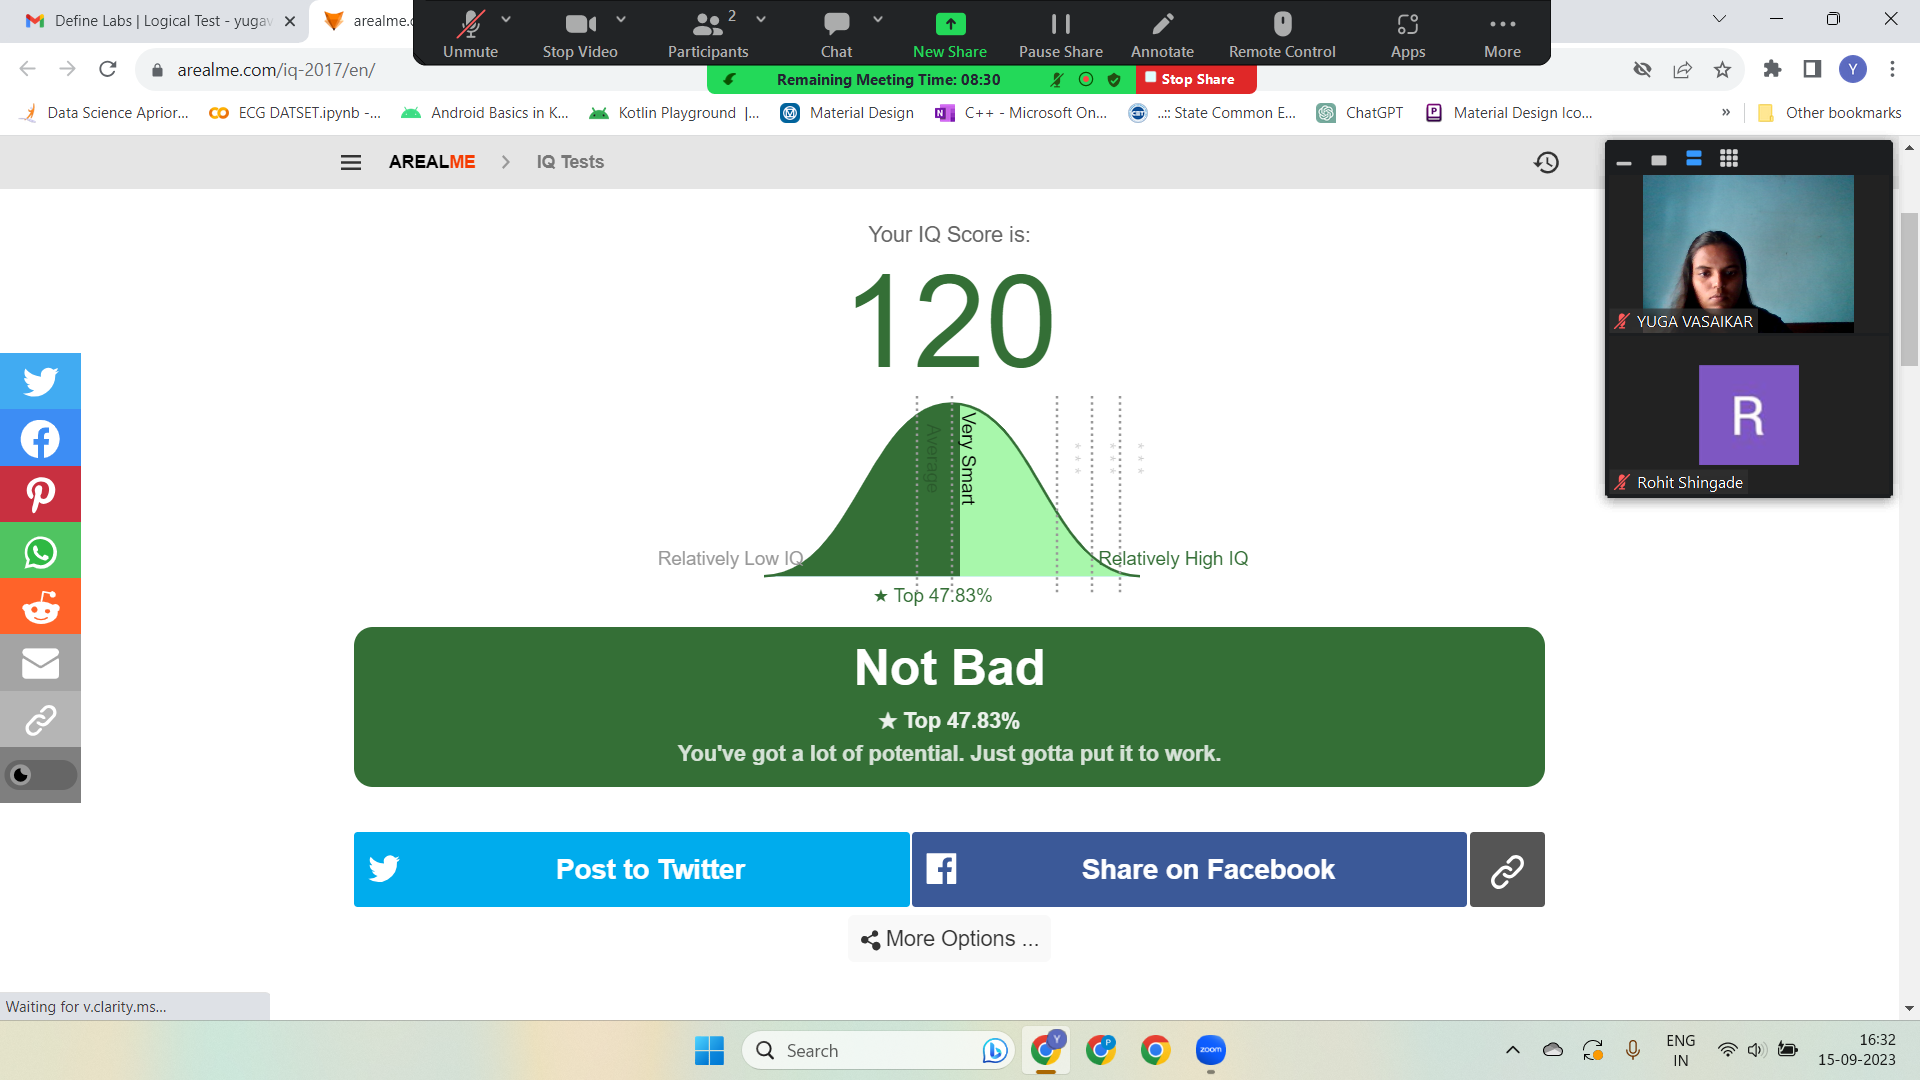 Define Labs | Logical Test - yugav
arealme.c
Unmute
Stop Video
2
Participants
Chat
New Share
Pause Share
Annotate
Remote Control
Apps
More
arealme.com/iq-2017/en/
Remaining Meeting Time: 08:30
Stop Share
Y
Data Science Aprior...
ECG DATSET.ipynb -...
Android Basics in K...
Kotlin Playground |...
Material Design
C++ - Microsoft On...
..:: State Common E...
ChatGPT
Material Design Ico...
»
Other bookmarks
AREALME
IQ Tests
Your IQ Score is:
120
Average
Very Smart
* * *
* * *
* * *
Relatively Low IQ
Relatively High IQ
★ Top 47.83%
Not Bad
★ Top 47.83%
You've got a lot of potential. Just gotta put it to work.
Post to Twitter
Share on Facebook
More Options ...
YUGA VASAIKAR
R
Rohit Shingade
Waiting for v.clarity.ms...
Search
Y
P
zoom
ENG
IN
16:32
15-09-2023